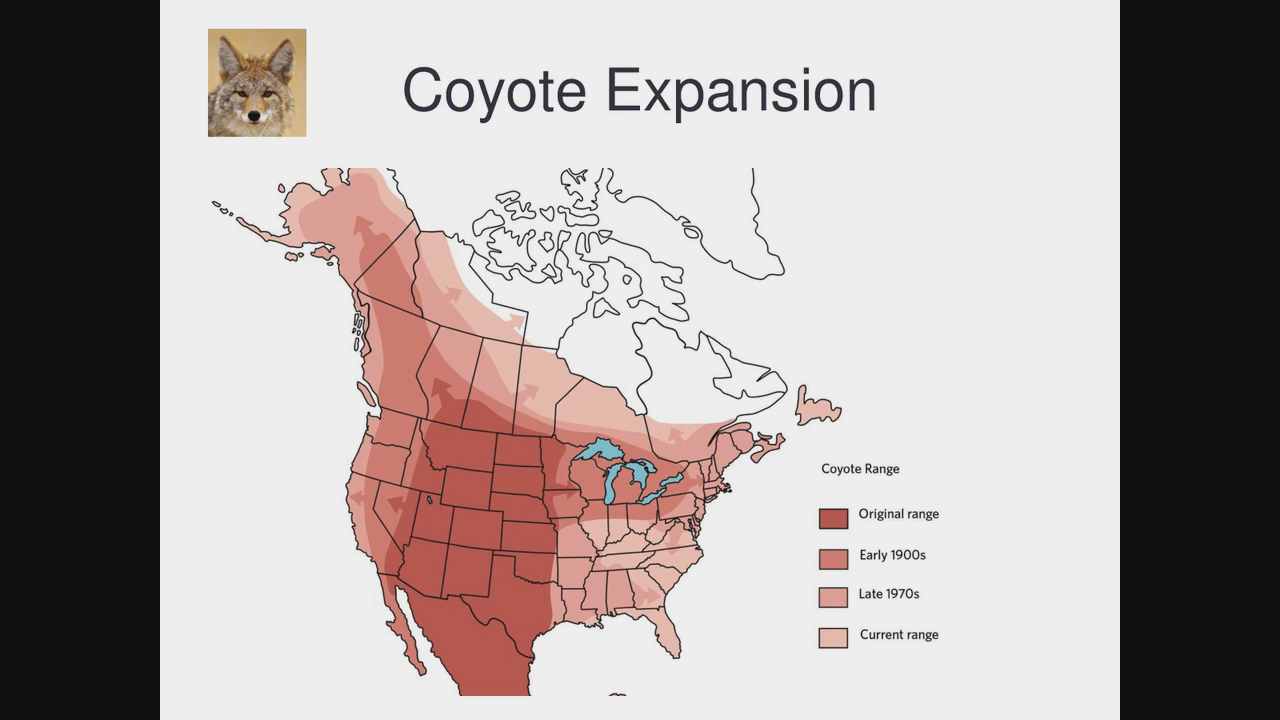 Coyote Expansion
Coyote Range
Original range
Early 1900s
Late 1970s
Current range